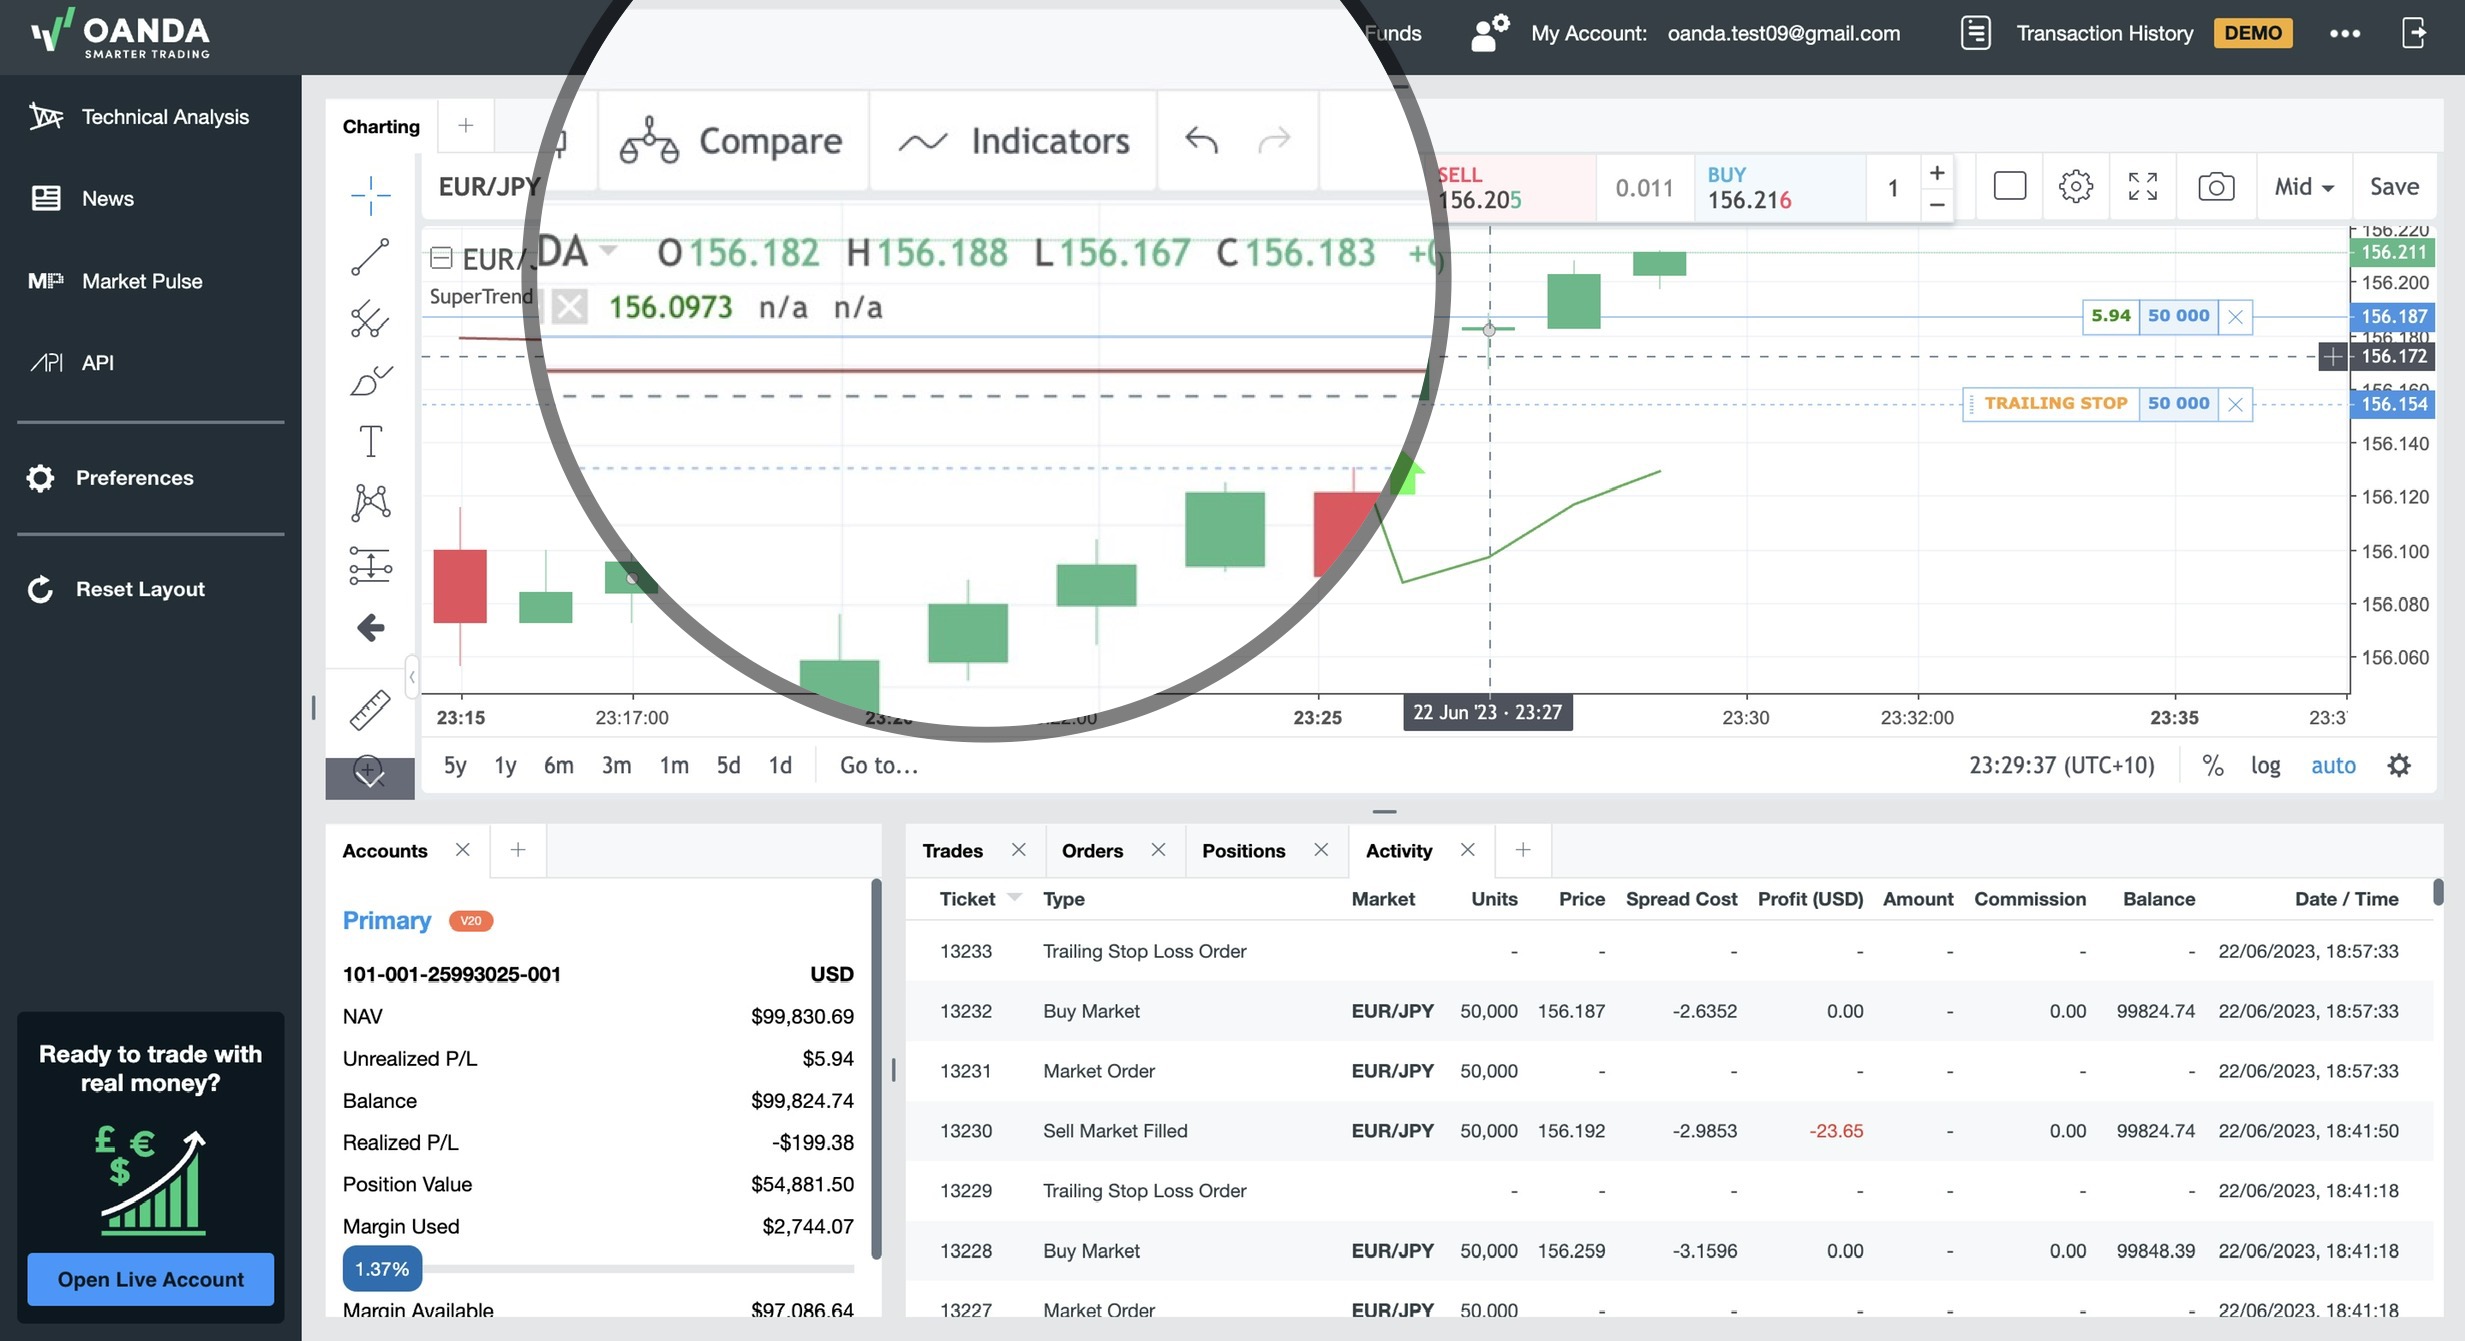 OANDA
SMARTER TRADING
Funds
My Account: oanda.test09@gmail.com
Transaction History
DEMO
Technical Analysis
News
Market Pulse
API
Preferences
Reset Layout
Ready to trade with
real money?
Open Live Account
Charting
EUR/JPY
Compare
Indicators
SELL
156.205
0.011
BUY
156.216
1
Mid
Save
EUR/J
DA O156.182 H156.188 L156.167 C156.183
SuperTrend
156.0973 n/a n/a
5.94 50 000
TRAILING STOP 50 000
156.220
156.211
156.200
156.187
156.180
156.172
156.160
156.154
156.140
156.120
156.100
156.080
156.060
23:15 23:17:00 23:25 22 Jun '23 · 23:27 23:30 23:32:00 23:35
5y 1y 6m 3m 1m 5d 1d Go to...
23:29:37 (UTC+10) % log auto
Accounts
Primary V20
101-001-25993025-001 USD
NAV $99,830.69
Unrealized P/L $5.94
Balance $99,824.74
Realized P/L -$199.38
Position Value $54,881.50
Margin Used $2,744.07
1.37%
Margin Available $97,086.64
Trades Orders Positions Activity
Ticket Type Market Units Price Spread Cost Profit (USD) Amount Commission Balance Date / Time
13233 Trailing Stop Loss Order - - - - - - - 22/06/2023, 18:57:33
13232 Buy Market EUR/JPY 50,000 156.187 -2.6352 0.00 - 0.00 99824.74 22/06/2023, 18:57:33
13231 Market Order EUR/JPY 50,000 - - - - - - 22/06/2023, 18:57:33
13230 Sell Market Filled EUR/JPY 50,000 156.192 -2.9853 -23.65 - 0.00 99824.74 22/06/2023, 18:41:50
13229 Trailing Stop Loss Order - - - - - - - 22/06/2023, 18:41:18
13228 Buy Market EUR/JPY 50,000 156.259 -3.1596 0.00 - 0.00 99848.39 22/06/2023, 18:41:18
13227 Market Order EUR/JPY 50,000 - - - - - - 22/06/2023, 18:41:18